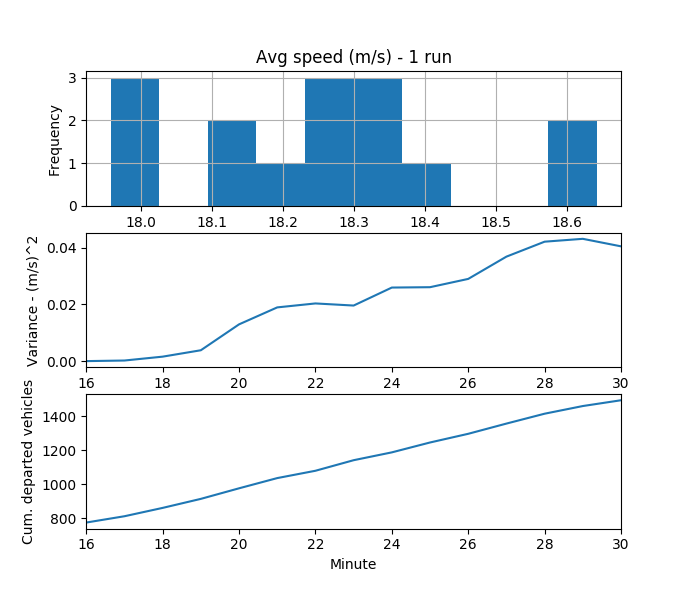 Avg speed (m/s) - 1 run
Frequency
3
2
1
0
18.0 18.1 18.2 18.3 18.4 18.5 18.6
Variance - (m/s)^2
0.04
0.02
0.00
16 18 20 22 24 26 28 30
Cum. departed vehicles
1400
1200
1000
800
16 18 20 22 24 26 28 30
Minute